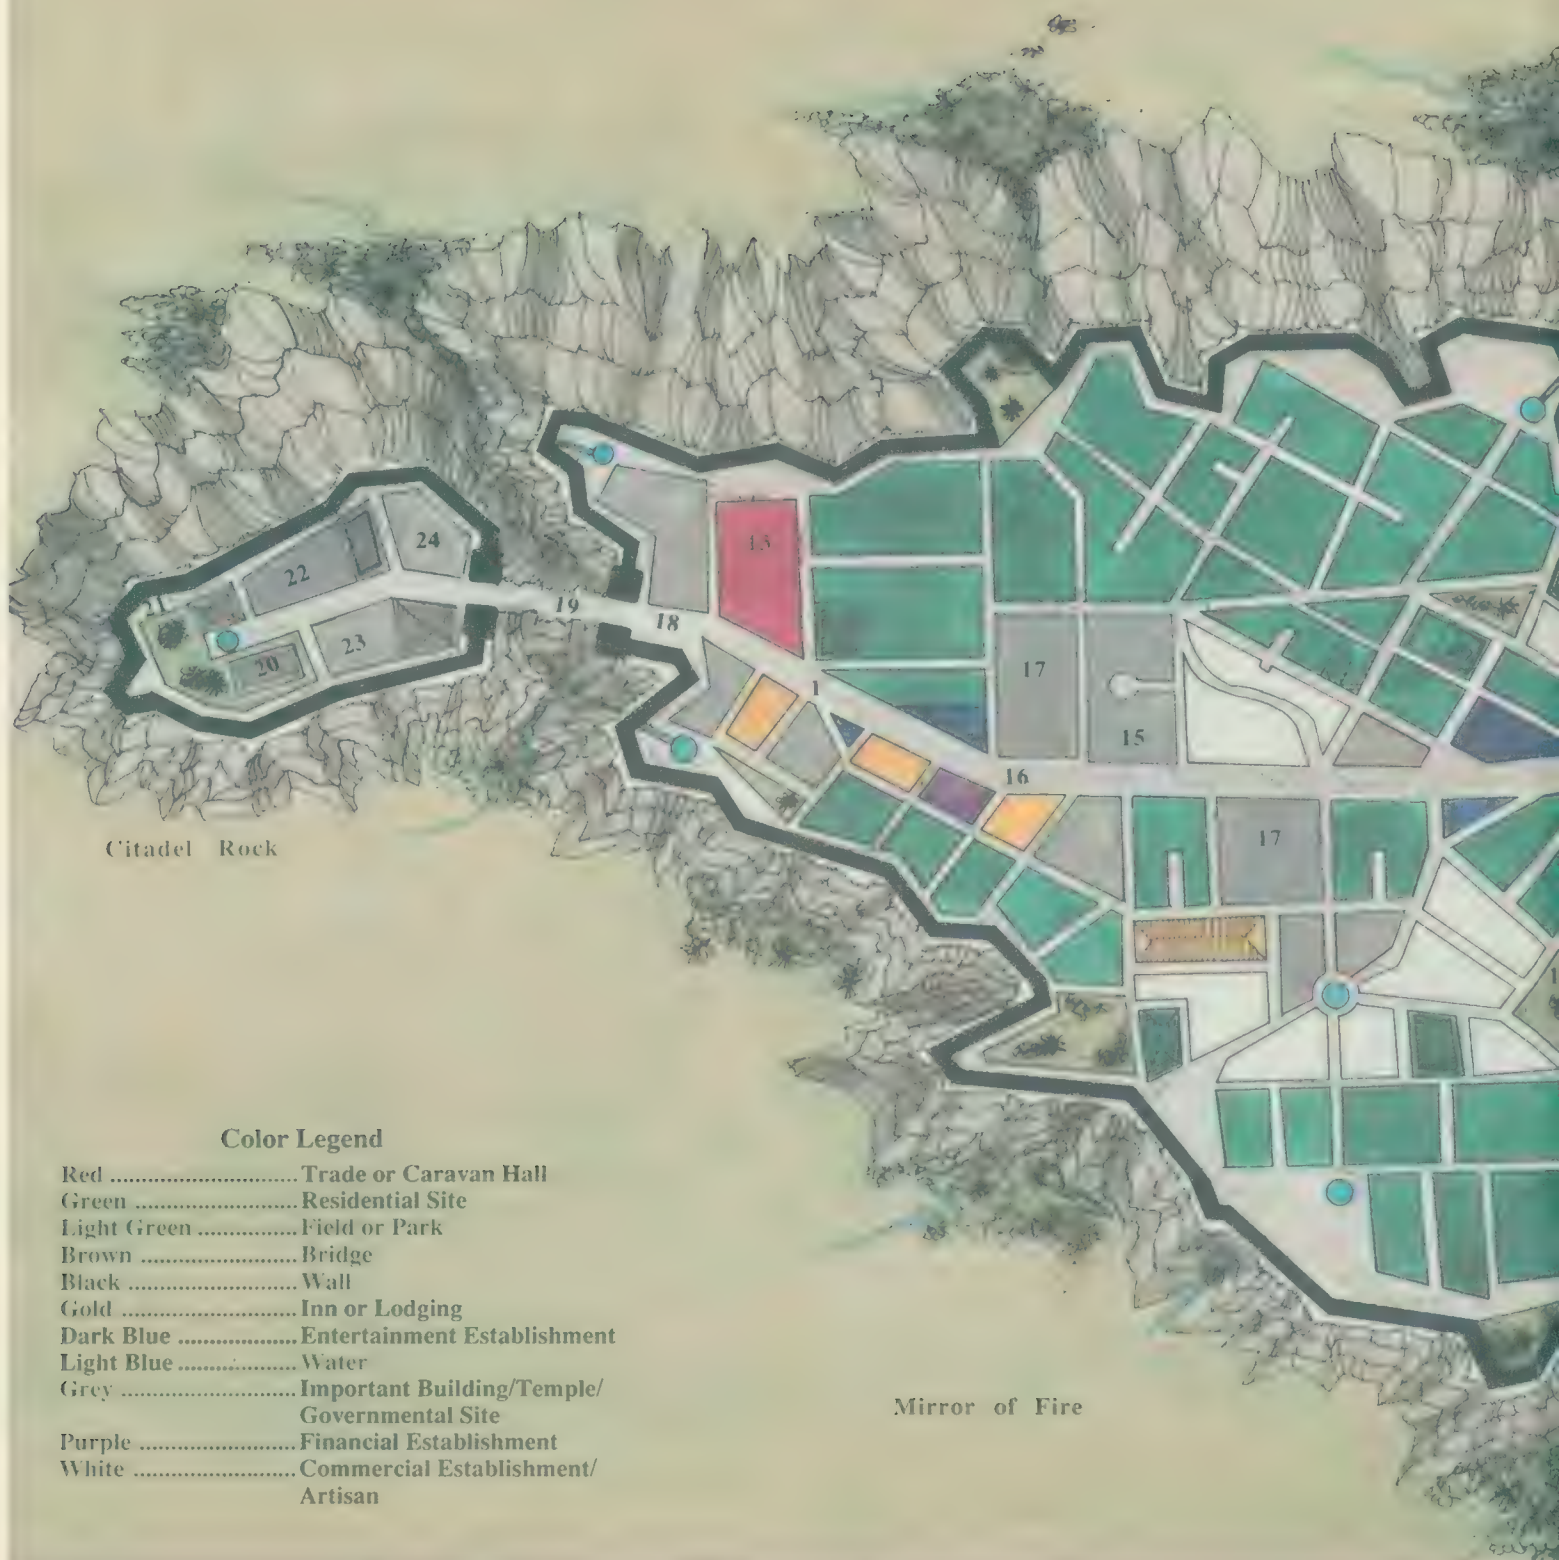 24
22
21
19
18
13
20
23
17
1
15
16
17
Citadel Rock
Color Legend
Red ............................ Trade or Caravan Hall
Green ......................... Residential Site
Light Green ............... Field or Park
Brown ........................ Bridge
Black .......................... Wall
Gold ........................... Inn or Lodging
Dark Blue .................. Entertainment Establishment
Light Blue .................. Water
Grey ........................... Important Building/Temple/
Governmental Site
Purple ........................ Financial Establishment
White ......................... Commercial Establishment/
Artisan
Mirror of Fire